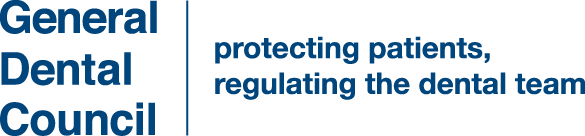 General
Dental
Council
protecting patients,
regulating the dental team